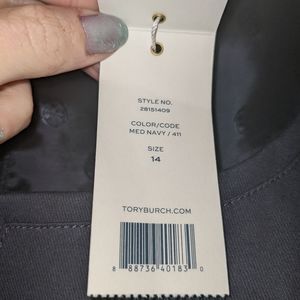 STYLE NO.
28151409
COLOR/CODE
MED NAVY / 411
SIZE
14
TORYBURCH.COM
8 88736 40183 0